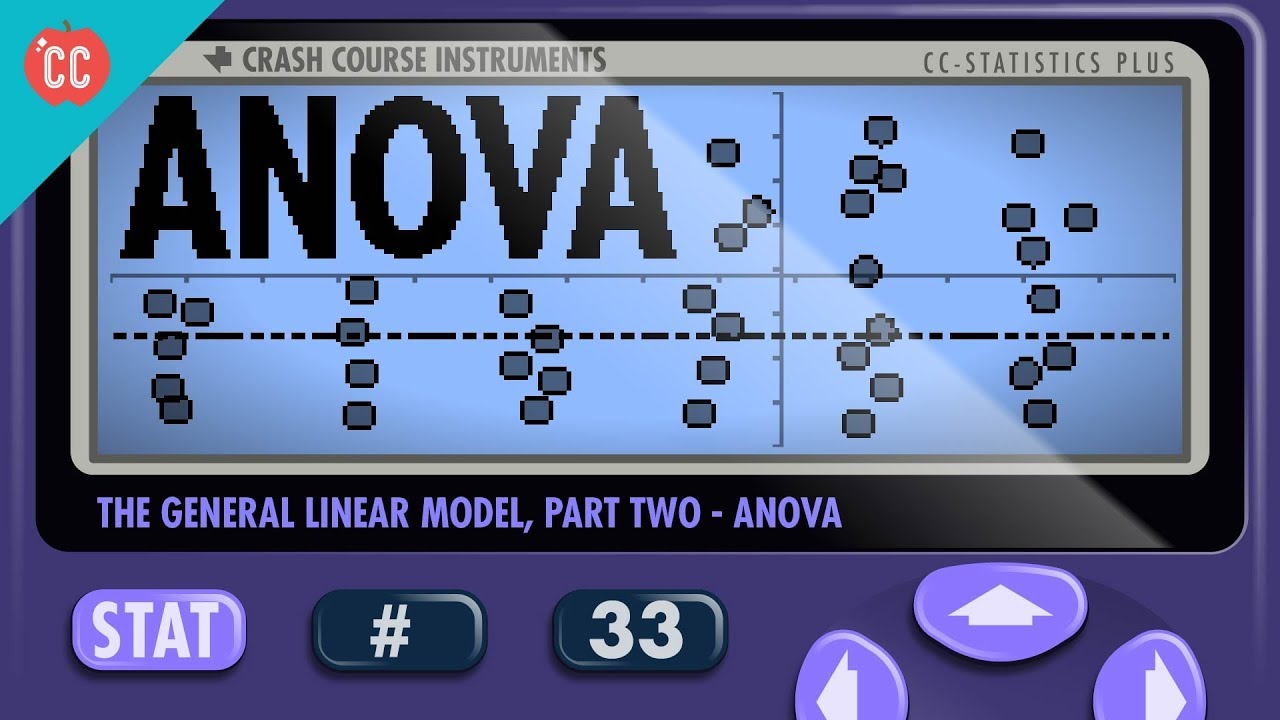 CC
CRASH COURSE INSTRUMENTS
CC-STATISTICS PLUS
ANOVA
THE GENERAL LINEAR MODEL, PART TWO - ANOVA
STAT
#
33